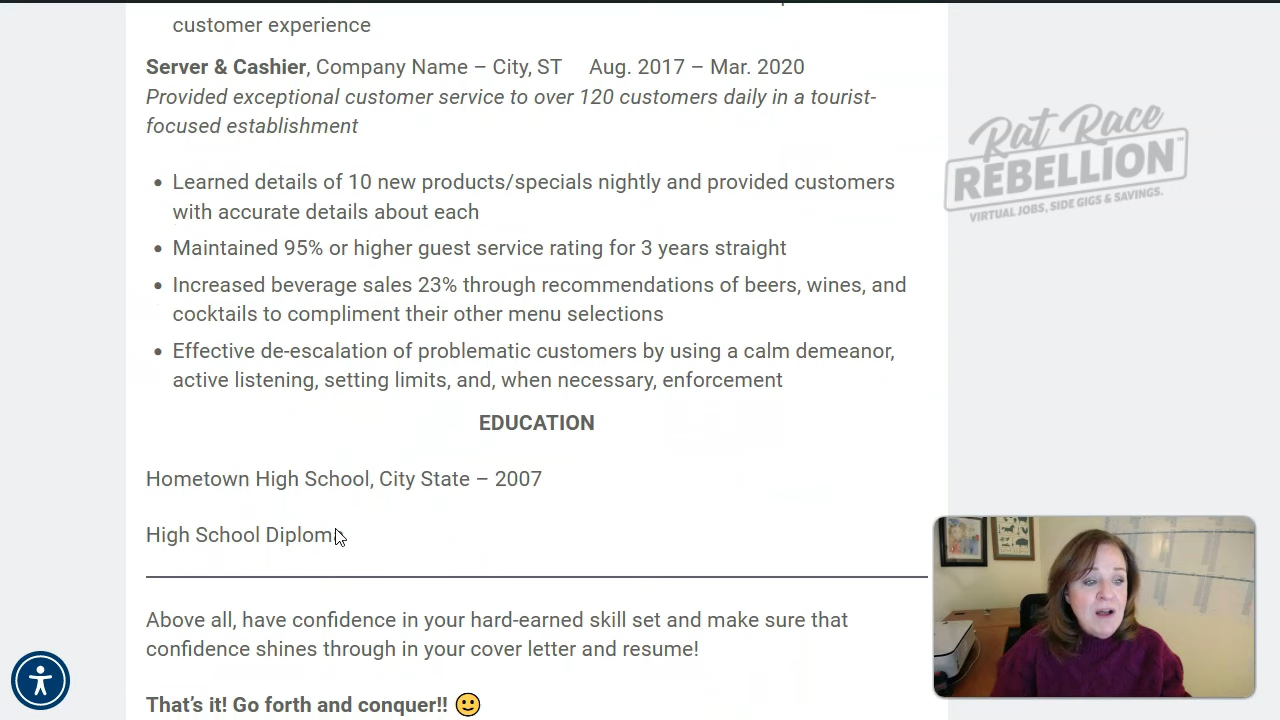 customer experience
Server & Cashier, Company Name – City, ST Aug. 2017 – Mar. 2020
Provided exceptional customer service to over 120 customers daily in a tourist-
focused establishment
Rat Race
REBELLION™
VIRTUAL JOBS, SIDE GIGS & SAVINGS.
• Learned details of 10 new products/specials nightly and provided customers
with accurate details about each
• Maintained 95% or higher guest service rating for 3 years straight
• Increased beverage sales 23% through recommendations of beers, wines, and
cocktails to compliment their other menu selections
• Effective de-escalation of problematic customers by using a calm demeanor,
active listening, setting limits, and, when necessary, enforcement
EDUCATION
Hometown High School, City State – 2007
High School Diplom
Above all, have confidence in your hard-earned skill set and make sure that
confidence shines through in your cover letter and resume!
That's it! Go forth and conquer!! 🙂